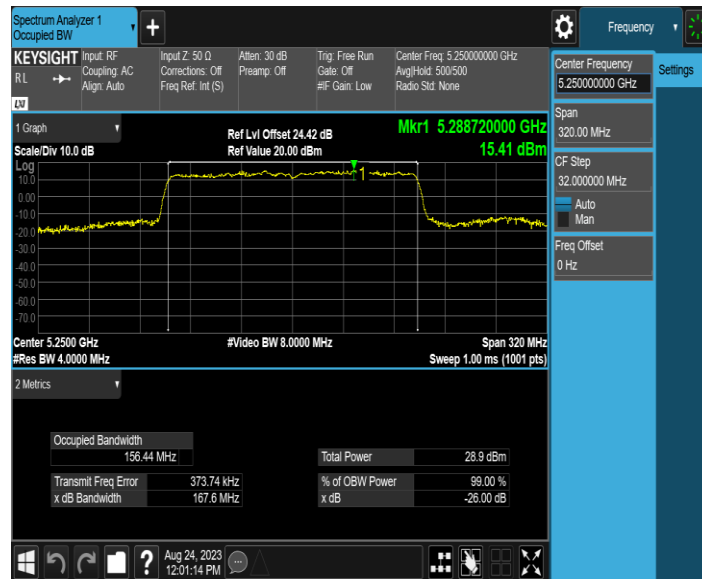 Spectrum Analyzer 1
Occupied BW
Frequency
KEYSIGHT
RL
LXI
Input: RF
Coupling: AC
Align: Auto
Input Z: 50 Ω
Corrections: Off
Freq Ref: Int (S)
Atten: 30 dB
Preamp: Off
Trig: Free Run
Gate: Off
#IF Gain: Low
Center Freq: 5.250000000 GHz
Avg|Hold: 500/500
Radio Std: None
Center Frequency
5.250000000 GHz
Settings
Span
320.00 MHz
CF Step
32.000000 MHz
Auto
Man
Freq Offset
0 Hz
1 Graph
Scale/Div 10.0 dB
Ref Lvl Offset 24.42 dB
Ref Value 20.00 dBm
Mkr1 5.288720000 GHz
15.41 dBm
Log
10.0
0.00
-10.0
-20.0
-30.0
-40.0
-50.0
-60.0
-70.0
1
Center 5.2500 GHz
#Video BW 8.0000 MHz
Span 320 MHz
#Res BW 4.0000 MHz
Sweep 1.00 ms (1001 pts)
2 Metrics
Occupied Bandwidth
156.44 MHz
Total Power 28.9 dBm
Transmit Freq Error 373.74 kHz
% of OBW Power 99.00 %
x dB Bandwidth 167.6 MHz
x dB -26.00 dB
?
Aug 24, 2023
12:01:14 PM